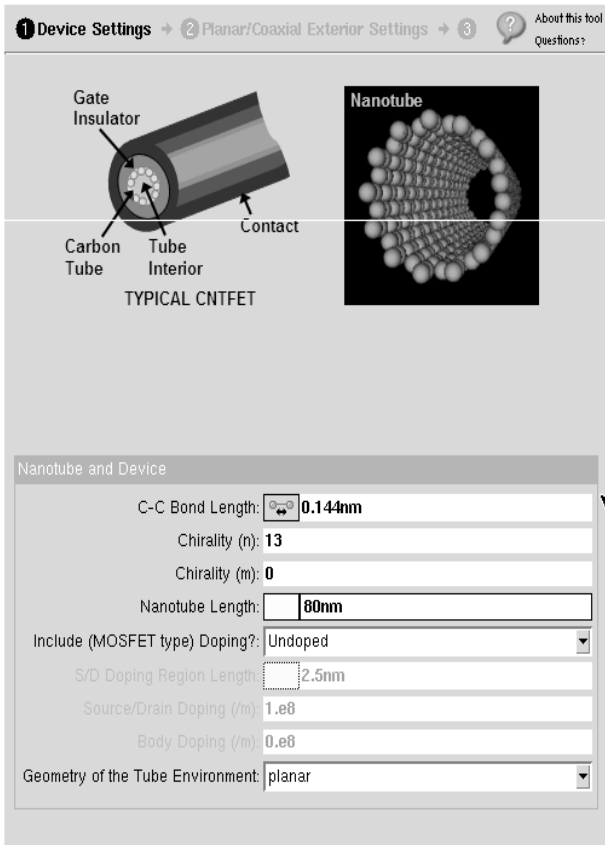 1 Device Settings → 2 Planar/Coaxial Exterior Settings → 3 ? About this tool
Questions?
Gate
Insulator
Nanotube
Contact
Carbon
Tube
Tube
Interior
TYPICAL CNTFET
Nanotube and Device
C-C Bond Length: 0.144nm
Chirality (n): 13
Chirality (m): 0
Nanotube Length: 80nm
Include (MOSFET type) Doping?: Undoped
S/D Doping Region Length: 2.5nm
Source/Drain Doping (/m): 1.e8
Body Doping (/m): 0.e8
Geometry of the Tube Environment: planar